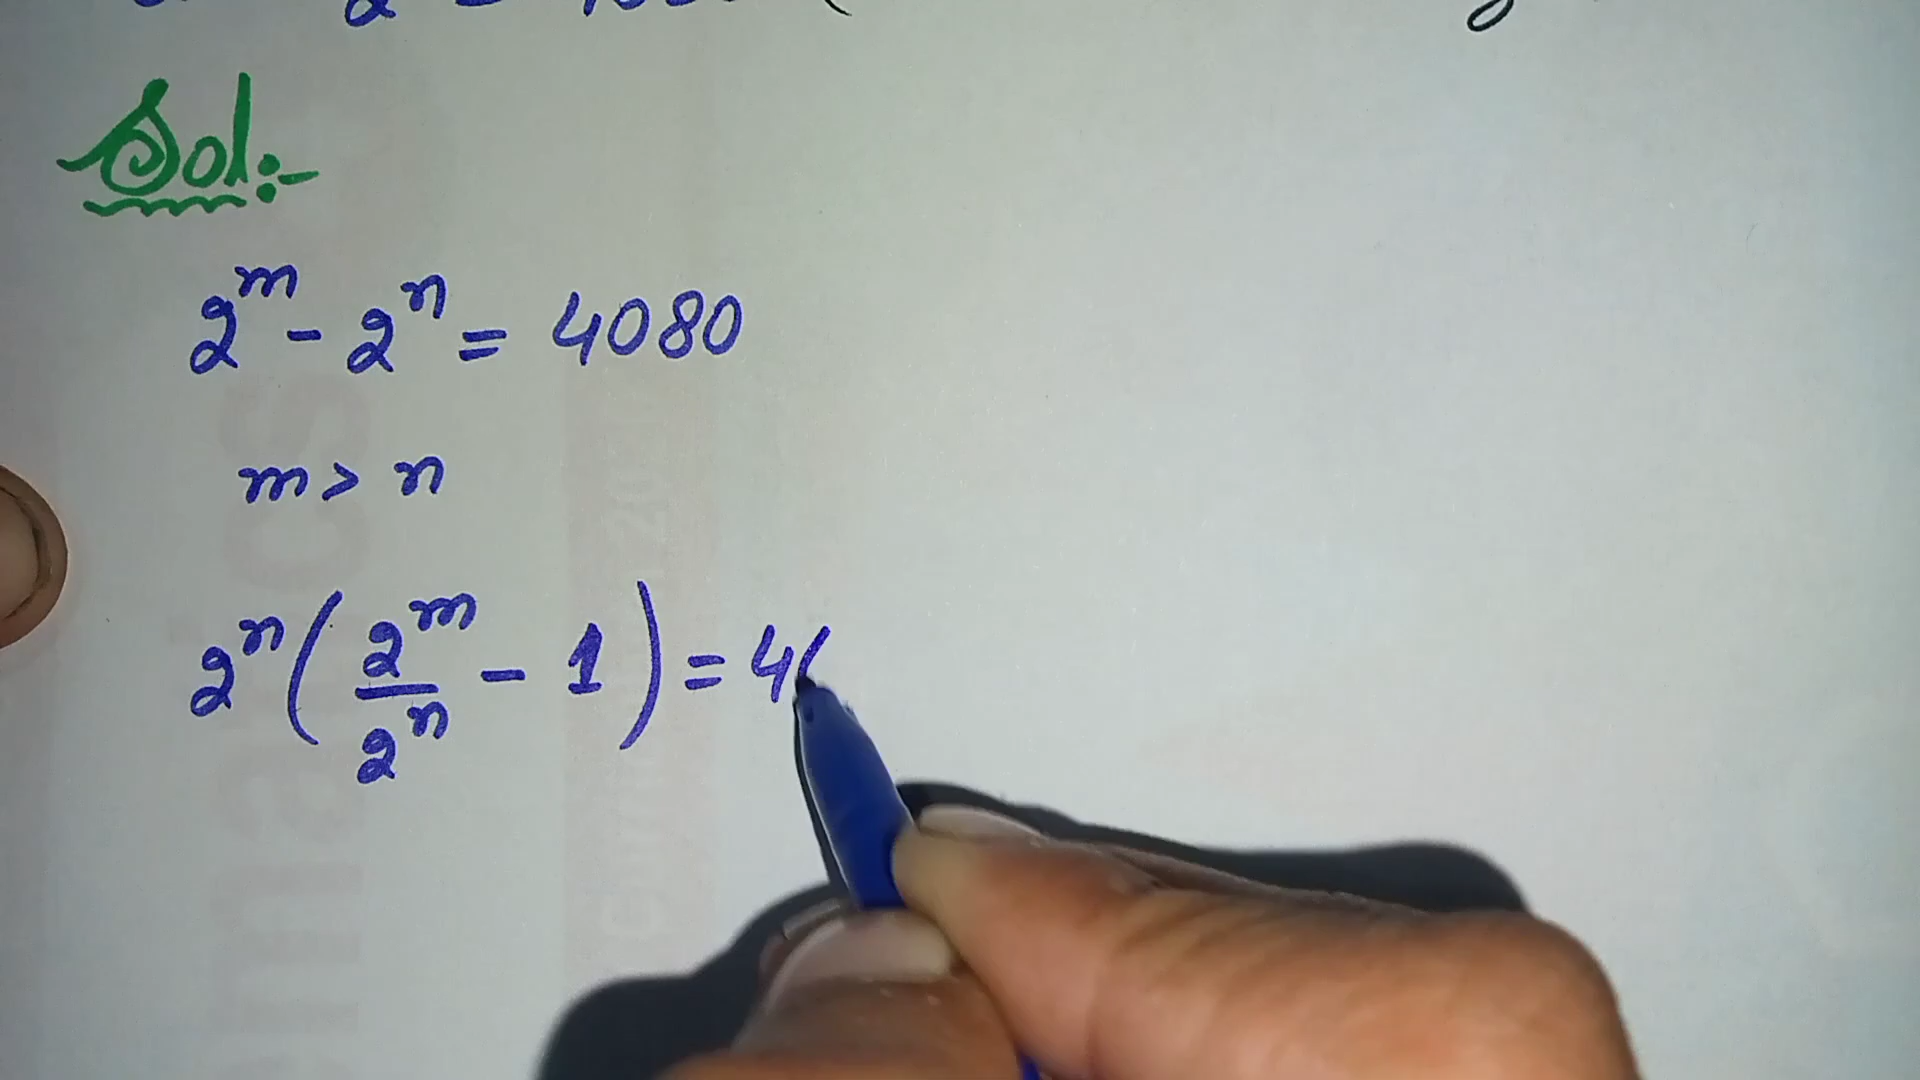 Sol:-
2^m - 2^n = 4080
m > n
2^n ( 2^m / 2^n - 1 ) = 4